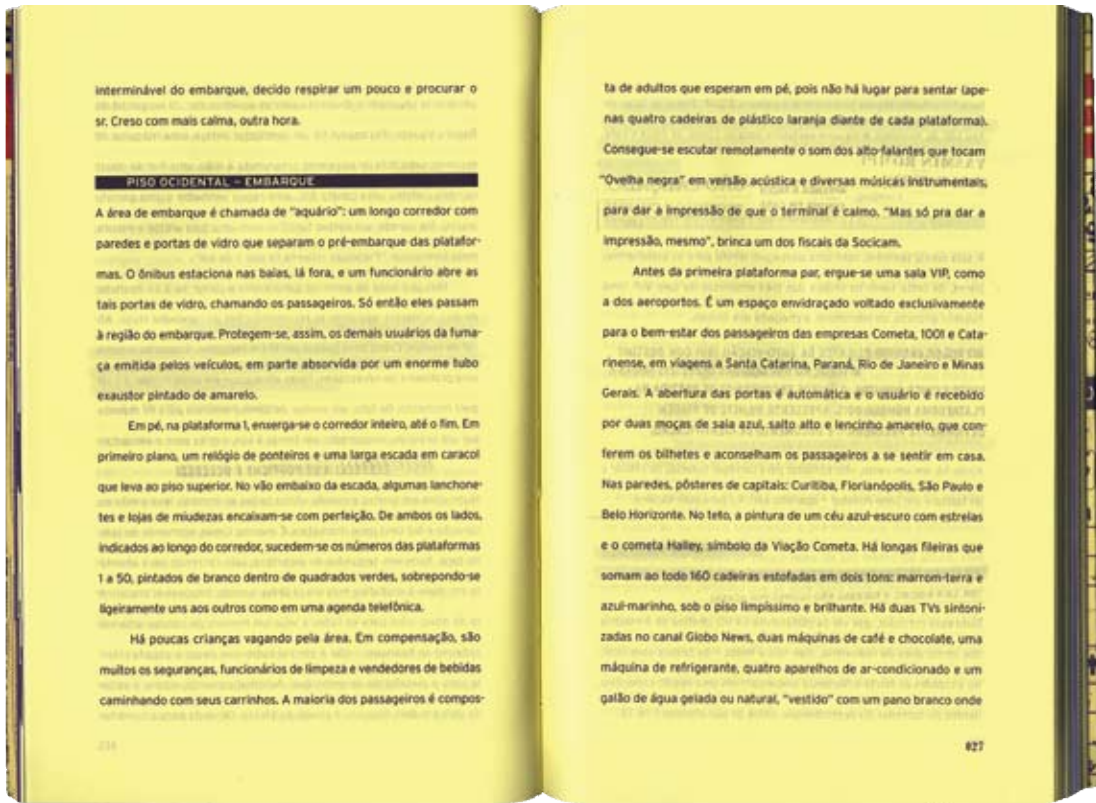 interminável do embarque, decido respirar um pouco e procurar o
sr. Creso com mais calma, outra hora.
PISO OCIDENTAL – EMBARQUE
A área de embarque é chamada de "aquário": um longo corredor com
paredes e portas de vidro que separam o pré-embarque das platafor-
mas. O ônibus estaciona nas baias, lá fora, e um funcionário abre as
tais portas de vidro, chamando os passageiros. Só então eles passam
à região do embarque. Protegem-se, assim, os demais usuários da fuma-
ça emitida pelos veículos, em parte absorvida por um enorme tubo
exaustor pintado de amarelo.
Em pé, na plataforma 1, enxerga-se o corredor inteiro, até o fim. Em
primeiro plano, um relógio de ponteiros e uma larga escada em caracol
que leva ao piso superior. No vão embaixo da escada, algumas lanchone-
tes e lojas de miudezas encaixam-se com perfeição. De ambos os lados,
indicados ao longo do corredor, sucedem-se os números das plataformas
1 a 50, pintados de branco dentro de quadrados verdes, sobrepondo-se
ligeiramente uns aos outros como em uma agenda telefônica.
Há poucas crianças vagando pela área. Em compensação, são
muitos os seguranças, funcionários de limpeza e vendedores de bebidas
caminhando com seus carrinhos. A maioria dos passageiros é compos-
026
ta de adultos que esperam em pé, pois não há lugar para sentar (ape-
nas quatro cadeiras de plástico laranja diante de cada plataforma).
Consegue-se escutar remotamente o som dos alto-falantes que tocam
"Ovelha negra" em versão acústica e diversas músicas instrumentais,
para dar a impressão de que o terminal é calmo. "Mas só pra dar a
impressão, mesmo", brinca um dos fiscais da Socicam.
Antes da primeira plataforma par, ergue-se uma sala VIP, como
a dos aeroportos. É um espaço envidraçado voltado exclusivamente
para o bem-estar dos passageiros das empresas Cometa, 1001 e Cata-
rinense, em viagens a Santa Catarina, Paraná, Rio de Janeiro e Minas
Gerais. A abertura das portas é automática e o usuário é recebido
por duas moças de saia azul, salto alto e lencinho amarelo, que con-
ferem os bilhetes e aconselham os passageiros a se sentir em casa.
Nas paredes, pôsteres de capitais: Curitiba, Florianópolis, São Paulo e
Belo Horizonte. No teto, a pintura de um céu azul-escuro com estrelas
e o cometa Halley, símbolo da Viação Cometa. Há longas fileiras que
somam ao todo 160 cadeiras estofadas em dois tons: marrom-terra e
azul-marinho, sob o piso limpíssimo e brilhante. Há duas TVs sintoni-
zadas no canal Globo News, duas máquinas de café e chocolate, uma
máquina de refrigerante, quatro aparelhos de ar-condicionado e um
galão de água gelada ou natural, "vestido" com um pano branco onde
027